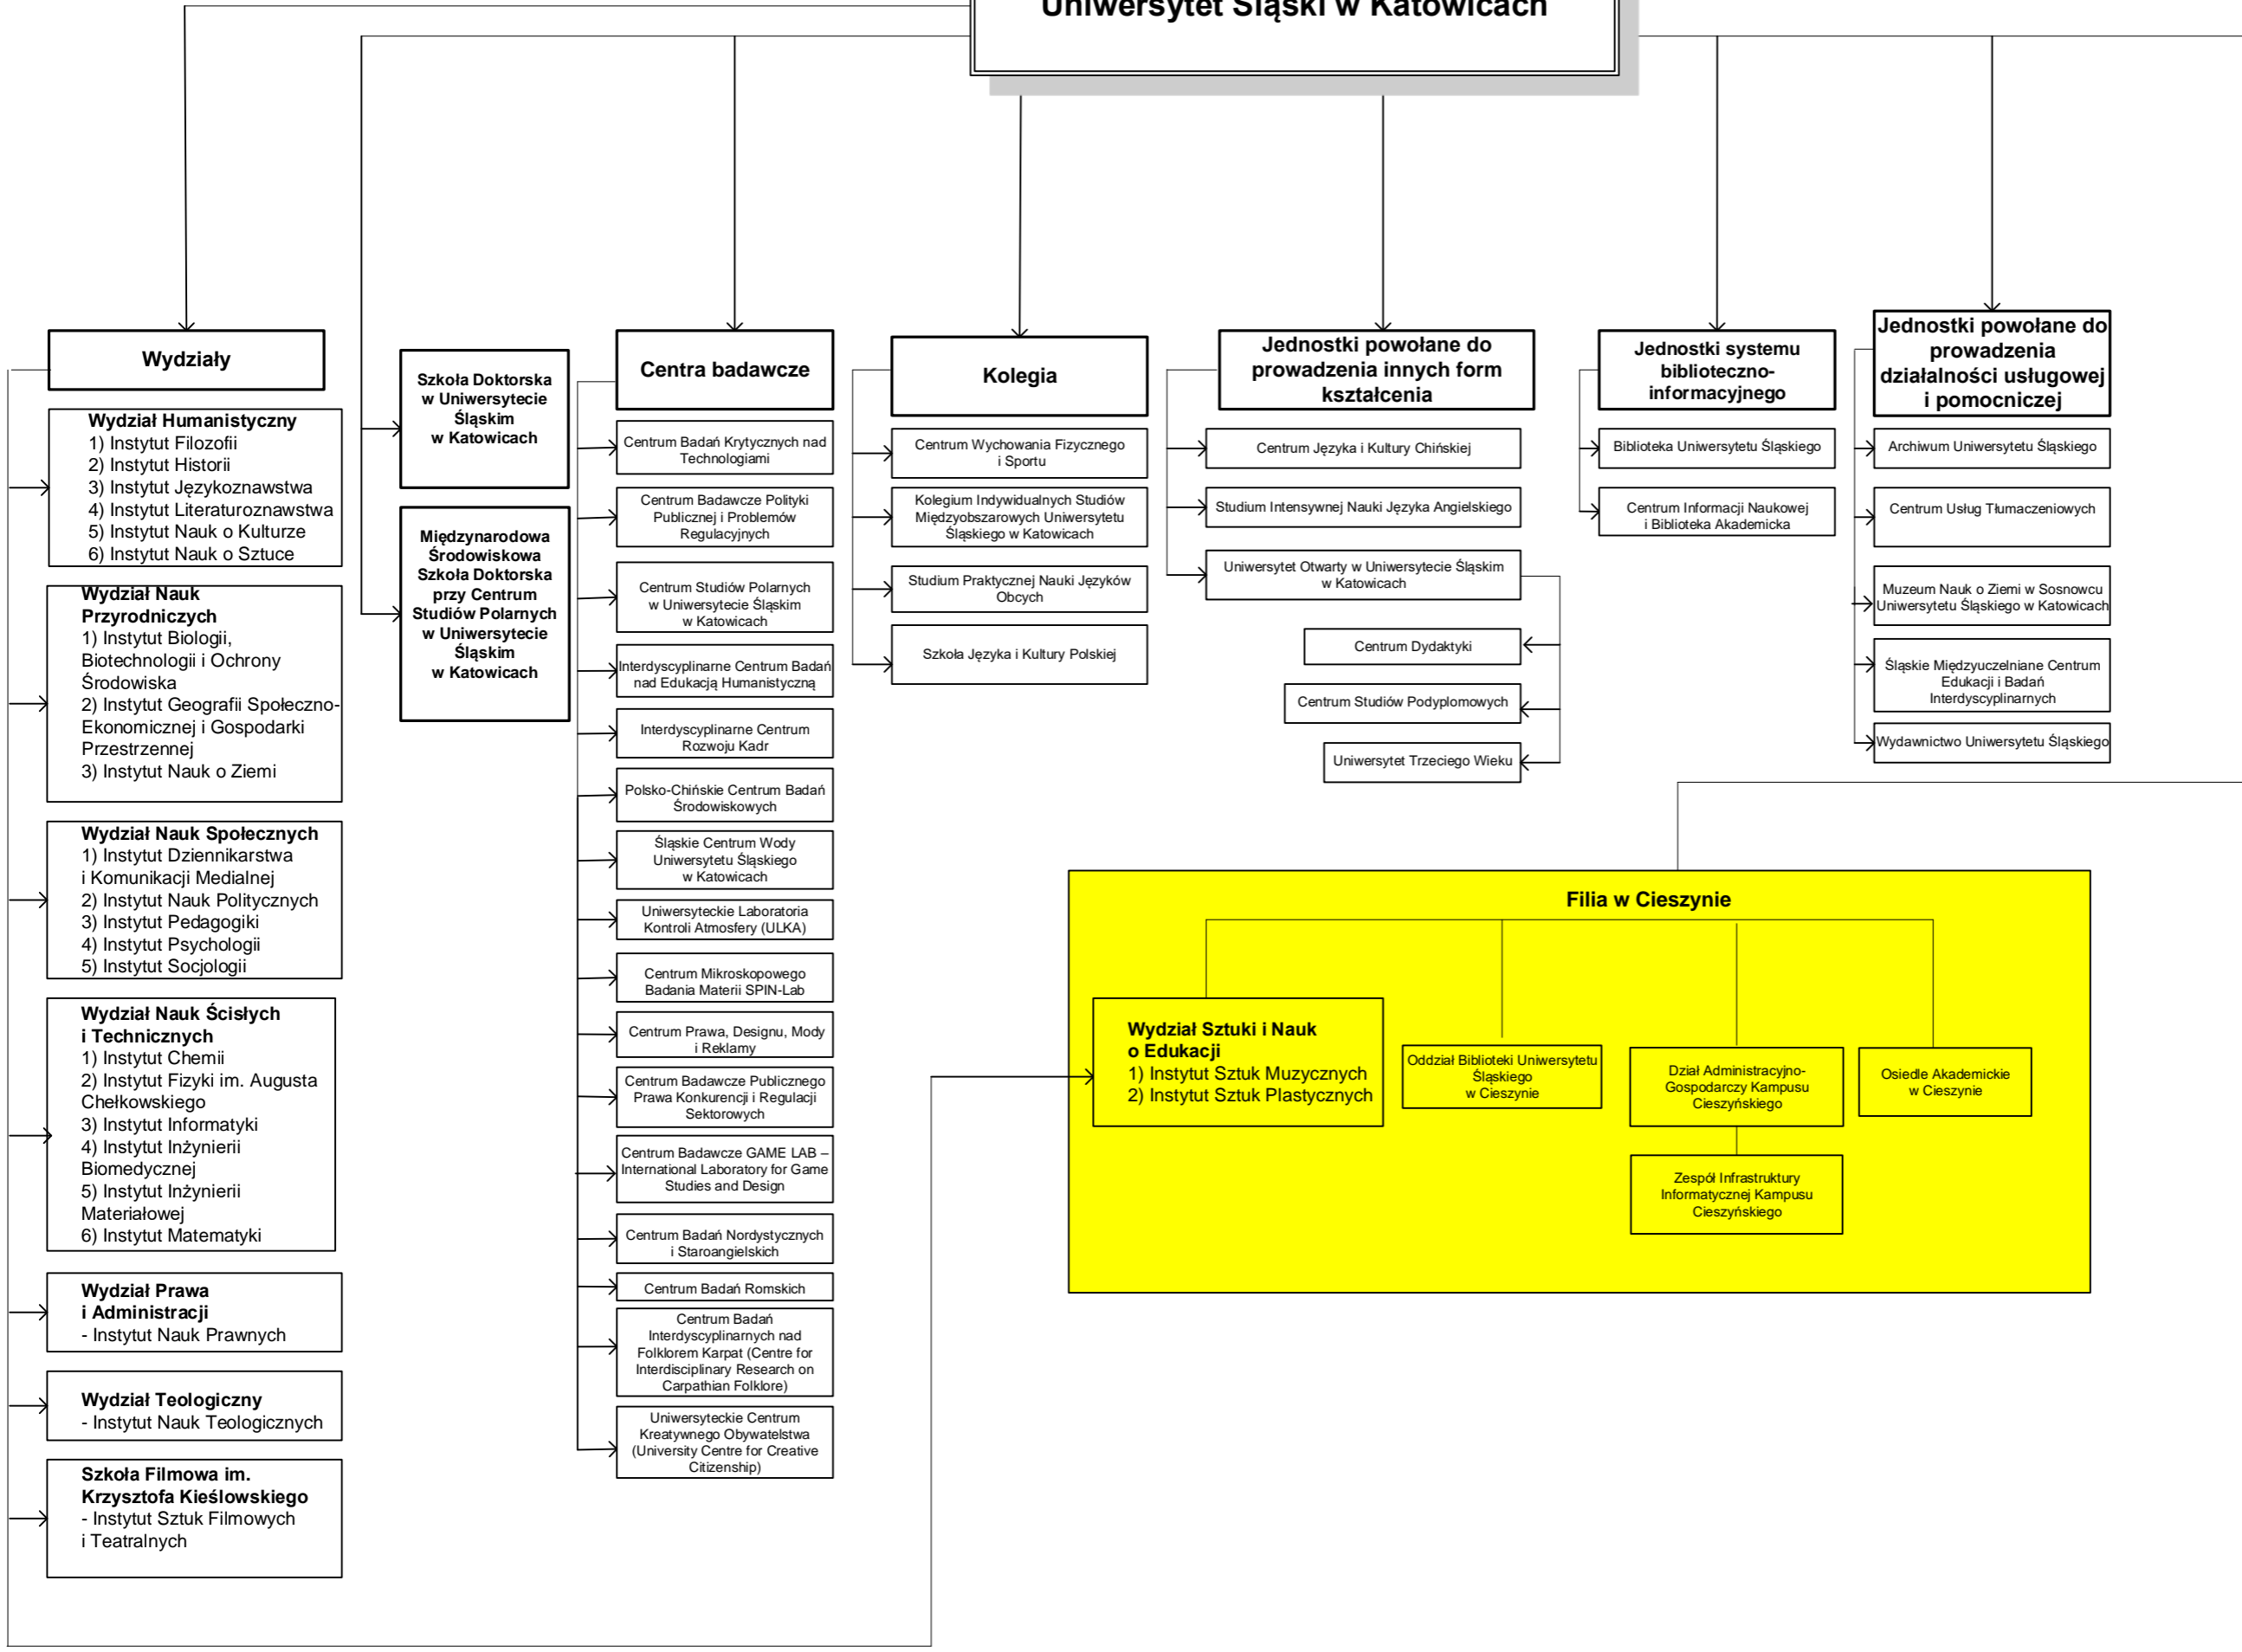 Uniwersytet Śląski w Katowicach
Wydziały
Wydział Humanistyczny
1) Instytut Filozofii
2) Instytut Historii
3) Instytut Językoznawstwa
4) Instytut Literaturoznawstwa
5) Instytut Nauk o Kulturze
6) Instytut Nauk o Sztuce
Wydział Nauk
Przyrodniczych
1) Instytut Biologii,
Biotechnologii i Ochrony
Środowiska
2) Instytut Geografii Społeczno-
Ekonomicznej i Gospodarki
Przestrzennej
3) Instytut Nauk o Ziemi
Wydział Nauk Społecznych
1) Instytut Dziennikarstwa
i Komunikacji Medialnej
2) Instytut Nauk Politycznych
3) Instytut Pedagogiki
4) Instytut Psychologii
5) Instytut Socjologii
Wydział Nauk Ścisłych
i Technicznych
1) Instytut Chemii
2) Instytut Fizyki im. Augusta
Chełkowskiego
3) Instytut Informatyki
4) Instytut Inżynierii
Biomedycznej
5) Instytut Inżynierii
Materiałowej
6) Instytut Matematyki
Wydział Prawa
i Administracji
- Instytut Nauk Prawnych
Wydział Teologiczny
- Instytut Nauk Teologicznych
Szkoła Filmowa im.
Krzysztofa Kieślowskiego
- Instytut Sztuk Filmowych
i Teatralnych
Szkoła Doktorska
w Uniwersytecie
Śląskim
w Katowicach
Międzynarodowa
Środowiskowa
Szkoła Doktorska
przy Centrum
Studiów Polarnych
w Uniwersytecie
Śląskim
w Katowicach
Centra badawcze
Centrum Badań Krytycznych nad
Technologiami
Centrum Badawcze Polityki
Publicznej i Problemów
Regulacyjnych
Centrum Studiów Polarnych
w Uniwersytecie Śląskim
w Katowicach
Interdyscyplinarne Centrum Badań
nad Edukacją Humanistyczną
Interdyscyplinarne Centrum
Rozwoju Kadr
Polsko-Chińskie Centrum Badań
Środowiskowych
Śląskie Centrum Wody
Uniwersytetu Śląskiego
w Katowicach
Uniwersyteckie Laboratoria
Kontroli Atmosfery (ULKA)
Centrum Mikroskopowego
Badania Materii SPIN-Lab
Centrum Prawa, Designu, Mody
i Reklamy
Centrum Badawcze Publicznego
Prawa Konkurencji i Regulacji
Sektorowych
Centrum Badawcze GAME LAB –
International Laboratory for Game
Studies and Design
Centrum Badań Nordystycznych
i Staroangielskich
Centrum Badań Romskich
Centrum Badań
Interdyscyplinarnych nad
Folklorem Karpat (Centre for
Interdisciplinary Research on
Carpathian Folklore)
Uniwersyteckie Centrum
Kreatywnego Obywatelstwa
(University Centre for Creative
Citizenship)
Kolegia
Centrum Wychowania Fizycznego
i Sportu
Kolegium Indywidualnych Studiów
Międzyobszarowych Uniwersytetu
Śląskiego w Katowicach
Studium Praktycznej Nauki Języków
Obcych
Szkoła Języka i Kultury Polskiej
Jednostki powołane do
prowadzenia innych form
kształcenia
Centrum Języka i Kultury Chińskiej
Studium Intensywnej Nauki Języka Angielskiego
Uniwersytet Otwarty w Uniwersytecie Śląskim
w Katowicach
Centrum Dydaktyki
Centrum Studiów Podyplomowych
Uniwersytet Trzeciego Wieku
Jednostki systemu
biblioteczno-
informacyjnego
Biblioteka Uniwersytetu Śląskiego
Centrum Informacji Naukowej
i Biblioteka Akademicka
Jednostki powołane do
prowadzenia
działalności usługowej
i pomocniczej
Archiwum Uniwersytetu Śląskiego
Centrum Usług Tłumaczeniowych
Muzeum Nauk o Ziemi w Sosnowcu
Uniwersytetu Śląskiego w Katowicach
Śląskie Międzyuczelniane Centrum
Edukacji i Badań
Interdyscyplinarnych
Wydawnictwo Uniwersytetu Śląskiego
Filia w Cieszynie
Wydział Sztuki i Nauk
o Edukacji
1) Instytut Sztuk Muzycznych
2) Instytut Sztuk Plastycznych
Oddział Biblioteki Uniwersytetu
Śląskiego
w Cieszynie
Dział Administracyjno-
Gospodarczy Kampusu
Cieszyńskiego
Zespół Infrastruktury
Informatycznej Kampusu
Cieszyńskiego
Osiedle Akademickie
w Cieszynie